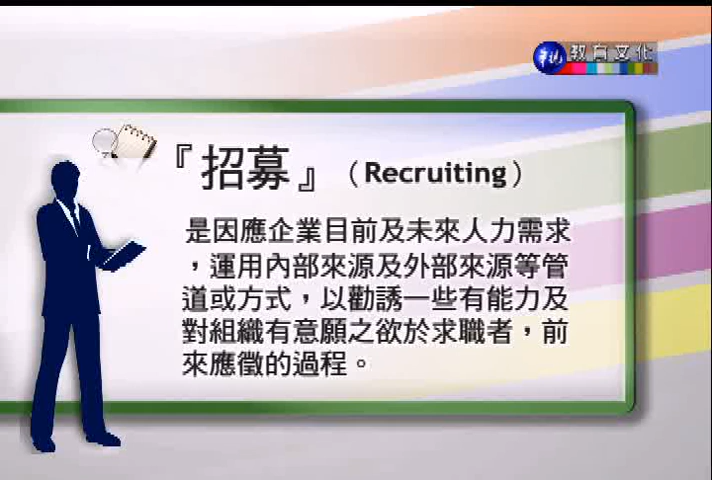 華視 教育文化
『招募』（Recruiting）
是因應企業目前及未來人力需求
，運用內部來源及外部來源等管
道或方式，以勸誘一些有能力及
對組織有意願之欲於求職者，前
來應徵的過程。